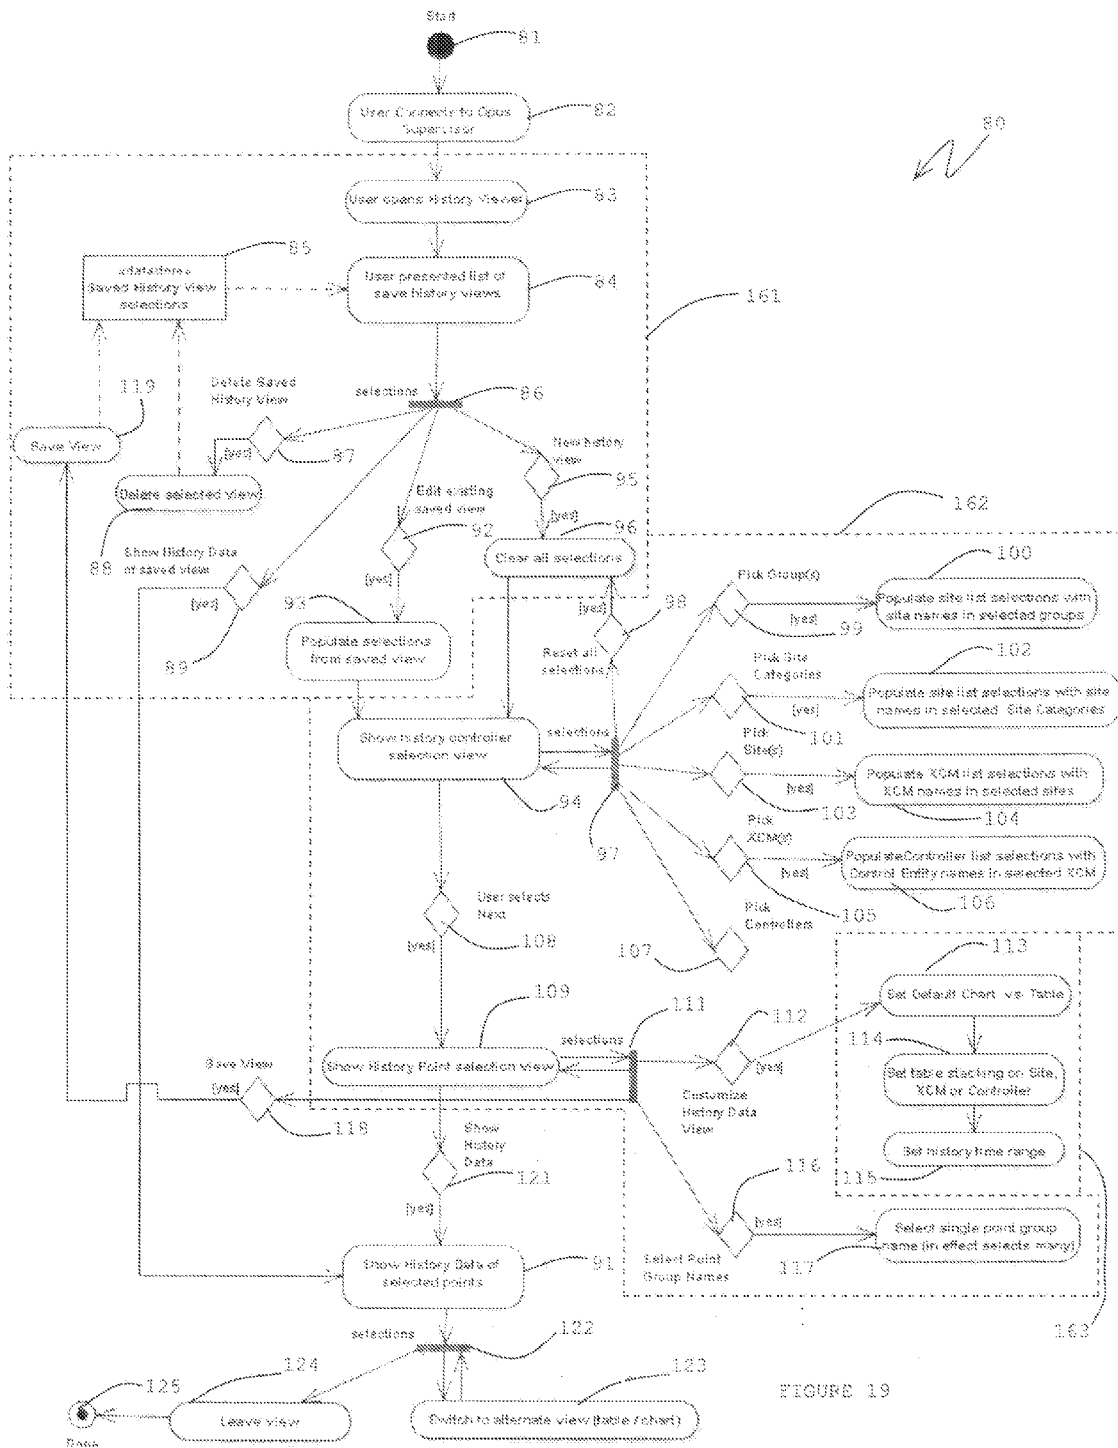 Start
81
User Connects to Opus
Supervisor
82
80
User opens History Viewer
83
85
«datastore»
Saved History view
selections
User presented list of
save history views
84
161
119
Delete Saved
History View
selections
86
Save View
[yes]
87
New history
view
95
Delete selected view
Edit existing
saved view
92
[yes]
96
162
88
Show History Data
of saved view
[yes]
Clear all selections
Pick Group(s)
100
Populate site list selections with
site names in selected groups
[yes]
99
[yes]
98
93
89
Populate selections
from saved view
Reset all
selections
Pick Site
Categories
102
Populate site list selections with site
names in selected Site Categories
[yes]
101
Show history controller
selection view
selections
Pick
Site(s)
Populate XCM list selections with
XCM names in selected sites
[yes]
94
103
104
97
Pick
XCM(s)
Populate Controller list selections with
Control Entity names in selected XCM
[yes]
105
106
User selects
Next
[yes]
108
Pick
Controllers
107
113
109
111
112
Set Default Chart vs Table
selections
Show History Point selection view
[yes]
114
Save View
[yes]
Customize
History Data
View
Set table stacking on Site,
XCM or Controller
118
Show
History
Data
Set history time range
115
121
116
[yes]
[yes]
Select single point group
name (in effect selects many)
117
Show History Data of
selected points
91
Select Point
Group Names
selections
122
163
124
123
125
FIGURE 19
Leave view
Switch to alternate view (table / chart)
Done